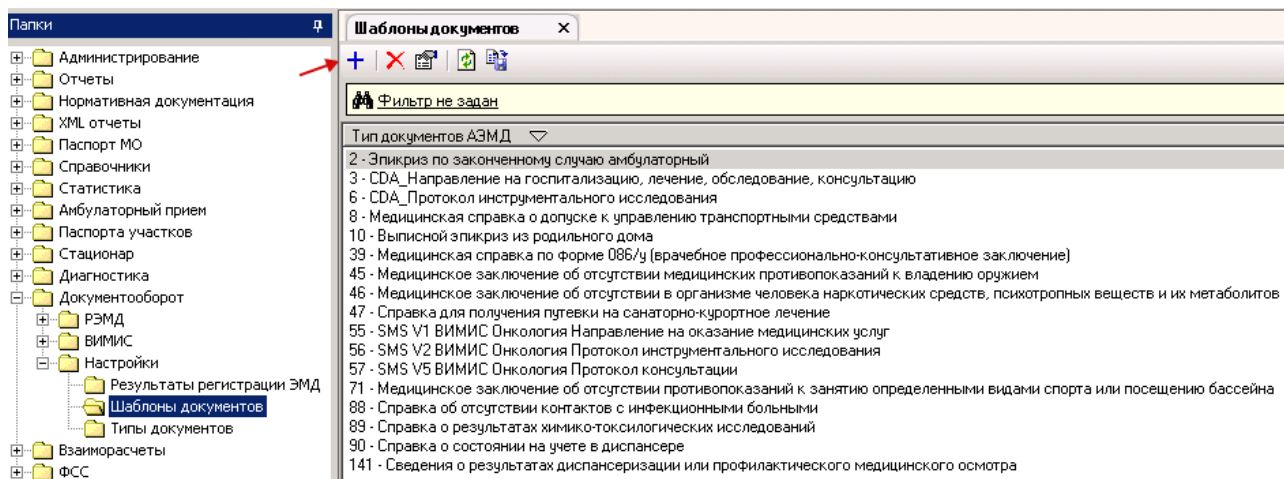 Папки
Администрирование
Отчеты
Нормативная документация
XML отчеты
Паспорт МО
Справочники
Статистика
Амбулаторный прием
Паспорта участков
Стационар
Диагностика
Документооборот
РЭМД
ВИМИС
Настройки
Результаты регистрации ЭМД
Шаблоны документов
Типы документов
Взаиморасчеты
ФСС
Шаблоны документов
Фильтр не задан
Тип документов АЭМД
2 - Эпикриз по законченному случаю амбулаторный
3 - CDA_Направление на госпитализацию, лечение, обследование, консультацию
6 - CDA_Протокол инструментального исследования
8 - Медицинская справка о допуске к управлению транспортными средствами
10 - Выписной эпикриз из родильного дома
39 - Медицинская справка по форме 086/у (врачебное профессионально-консультативное заключение)
45 - Медицинское заключение об отсутствии медицинских противопоказаний к владению оружием
46 - Медицинское заключение об отсутствии в организме человека наркотических средств, психотропных веществ и их метаболитов
47 - Справка для получения путевки на санаторно-курортное лечение
55 - SMS V1 ВИМИС Онкология Направление на оказание медицинских услуг
56 - SMS V2 ВИМИС Онкология Протокол инструментального исследования
57 - SMS V5 ВИМИС Онкология Протокол консультации
71 - Медицинское заключение об отсутствии противопоказаний к занятию определенными видами спорта или посещению бассейна
88 - Справка об отсутствии контактов с инфекционными больными
89 - Справка о результатах химико-токсилогических исследований
90 - Справка о состоянии на учете в диспансере
141 - Сведения о результатах диспансеризации или профилактического медицинского осмотра